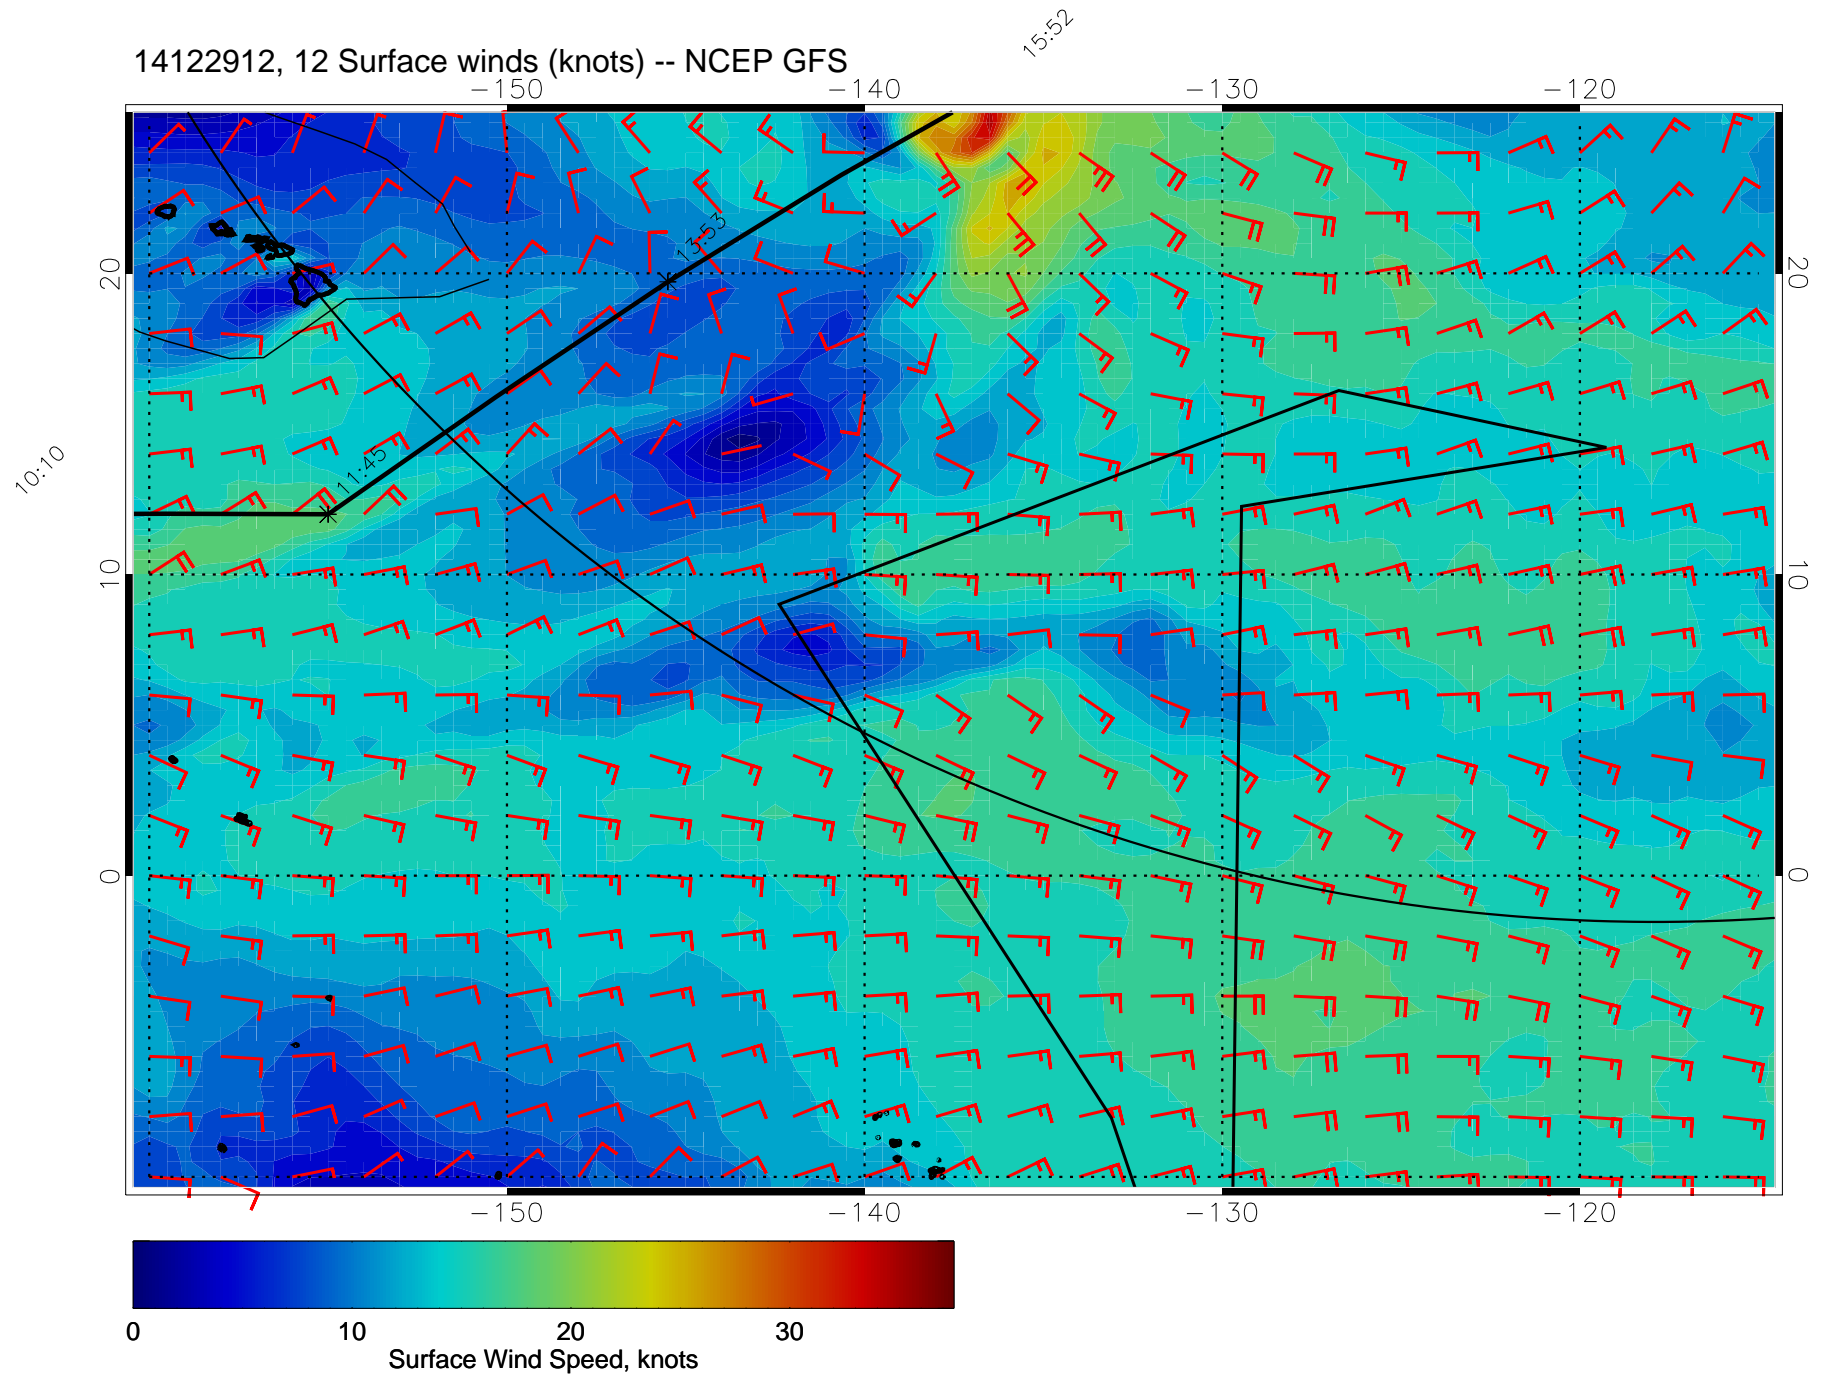 15:52
14122912, 12 Surface winds (knots) -- NCEP GFS
−150 −140 −130 −120
13:53
20 20
11:45
10:10
10 10
0 0
−150 −140 −130 −120
0 10 20 30
Surface Wind Speed, knots